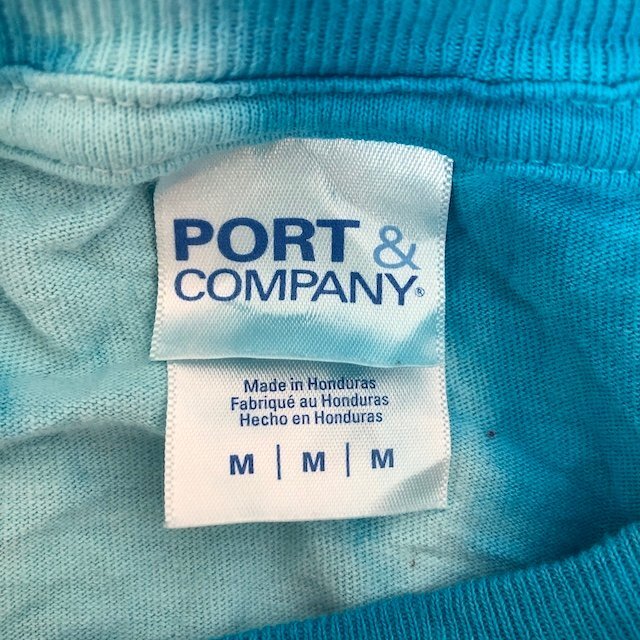 PORT &
COMPANY®
Made in Honduras
Fabriqué au Honduras
Hecho en Honduras
M | M | M